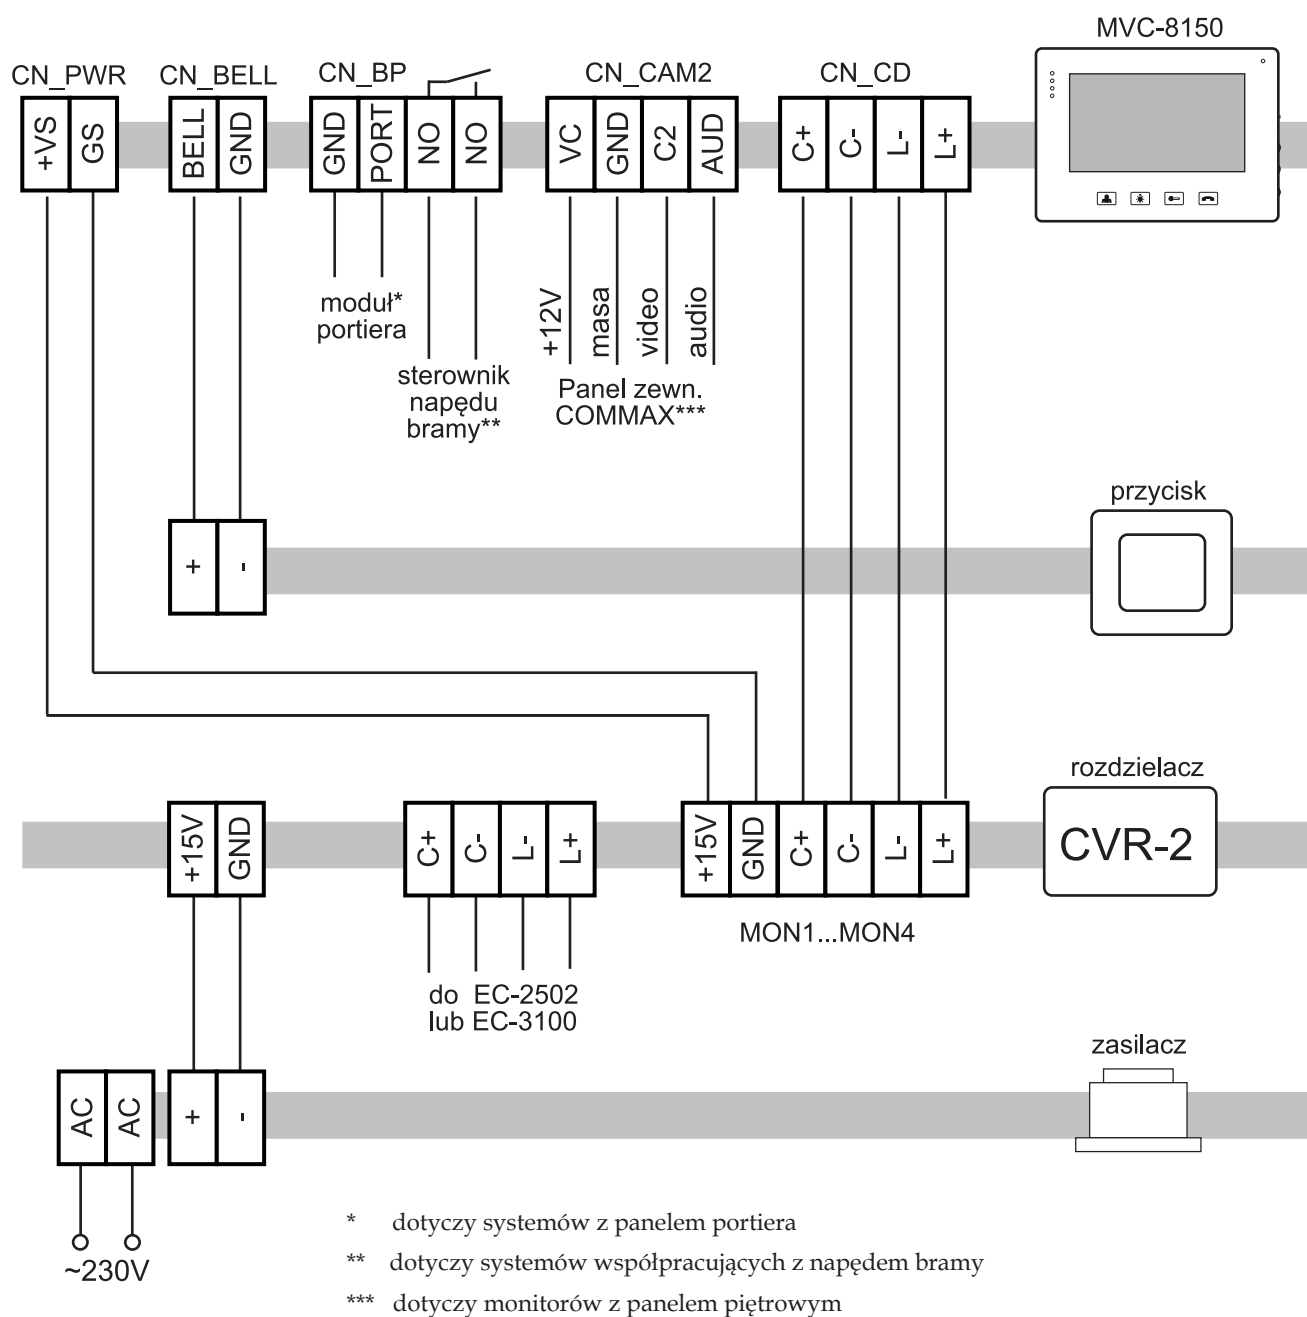 MVC-8150
CN_PWR
CN_BELL
CN_BP
CN_CAM2
CN_CD
+VS
GS
BELL
GND
GND
PORT
NO
NO
VC
GND
C2
AUD
C+
C-
L-
L+
moduł*
portiera
sterownik
napędu
bramy**
+12V
masa
video
audio
Panel zewn.
COMMAX***
przycisk
+
-
rozdzielacz
+15V
GND
C+
C-
L-
L+
+15V
GND
C+
C-
L-
L+
CVR-2
MON1...MON4
do EC-2502
lub EC-3100
zasilacz
AC
AC
+
-
~230V
* dotyczy systemów z panelem portiera
** dotyczy systemów współpracujących z napędem bramy
*** dotyczy monitorów z panelem piętrowym